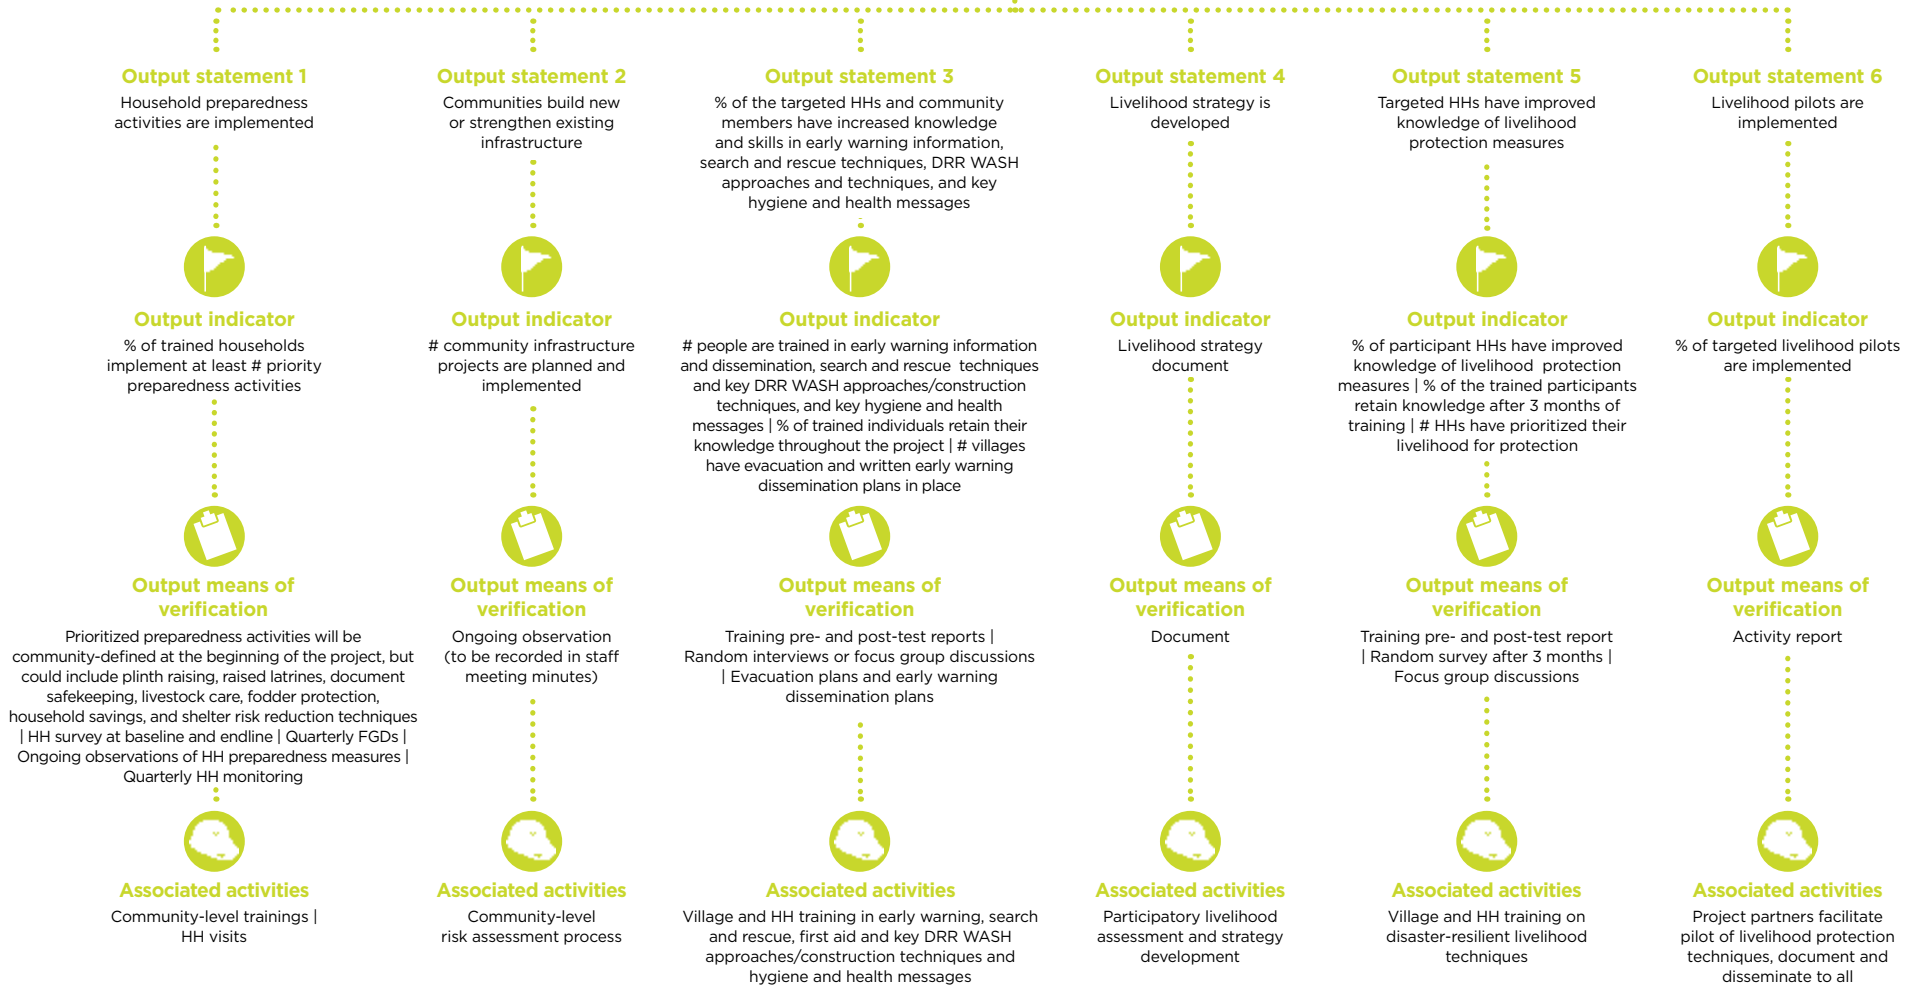 Output statement 1
Household preparedness
activities are implemented
Output indicator
% of trained households
implement at least # priority
preparedness activities
Output means of
verification
Prioritized preparedness activities will be
community-defined at the beginning of the project, but
could include plinth raising, raised latrines, document
safekeeping, livestock care, fodder protection,
household savings, and shelter risk reduction techniques
| HH survey at baseline and endline | Quarterly FGDs |
Ongoing observations of HH preparedness measures |
Quarterly HH monitoring
Associated activities
Community-level trainings |
HH visits
Output statement 2
Communities build new
or strengthen existing
infrastructure
Output indicator
# community infrastructure
projects are planned and
implemented
Output means of
verification
Ongoing observation
(to be recorded in staff
meeting minutes)
Associated activities
Community-level
risk assessment process
Output statement 3
% of the targeted HHs and community
members have increased knowledge
and skills in early warning information,
search and rescue techniques, DRR WASH
approaches and techniques, and key
hygiene and health messages
Output indicator
# people are trained in early warning information
and dissemination, search and rescue techniques
and key DRR WASH approaches/construction
techniques, and key hygiene and health
messages | % of trained individuals retain their
knowledge throughout the project | # villages
have evacuation and written early warning
dissemination plans in place
Output means of
verification
Training pre- and post-test reports |
Random interviews or focus group discussions
| Evacuation plans and early warning
dissemination plans
Associated activities
Village and HH training in early warning, search
and rescue, first aid and key DRR WASH
approaches/construction techniques and
hygiene and health messages
Output statement 4
Livelihood strategy is
developed
Output indicator
Livelihood strategy
document
Output means of
verification
Document
Associated activities
Participatory livelihood
assessment and strategy
development
Output statement 5
Targeted HHs have improved
knowledge of livelihood
protection measures
Output indicator
% of participant HHs have improved
knowledge of livelihood protection
measures | % of the trained participants
retain knowledge after 3 months of
training | # HHs have prioritized their
livelihood for protection
Output means of
verification
Training pre- and post-test report
| Random survey after 3 months |
Focus group discussions
Associated activities
Village and HH training on
disaster-resilient livelihood
techniques
Output statement 6
Livelihood pilots are
implemented
Output indicator
% of targeted livelihood pilots
are implemented
Output means of
verification
Activity report
Associated activities
Project partners facilitate
pilot of livelihood protection
techniques, document and
disseminate to all